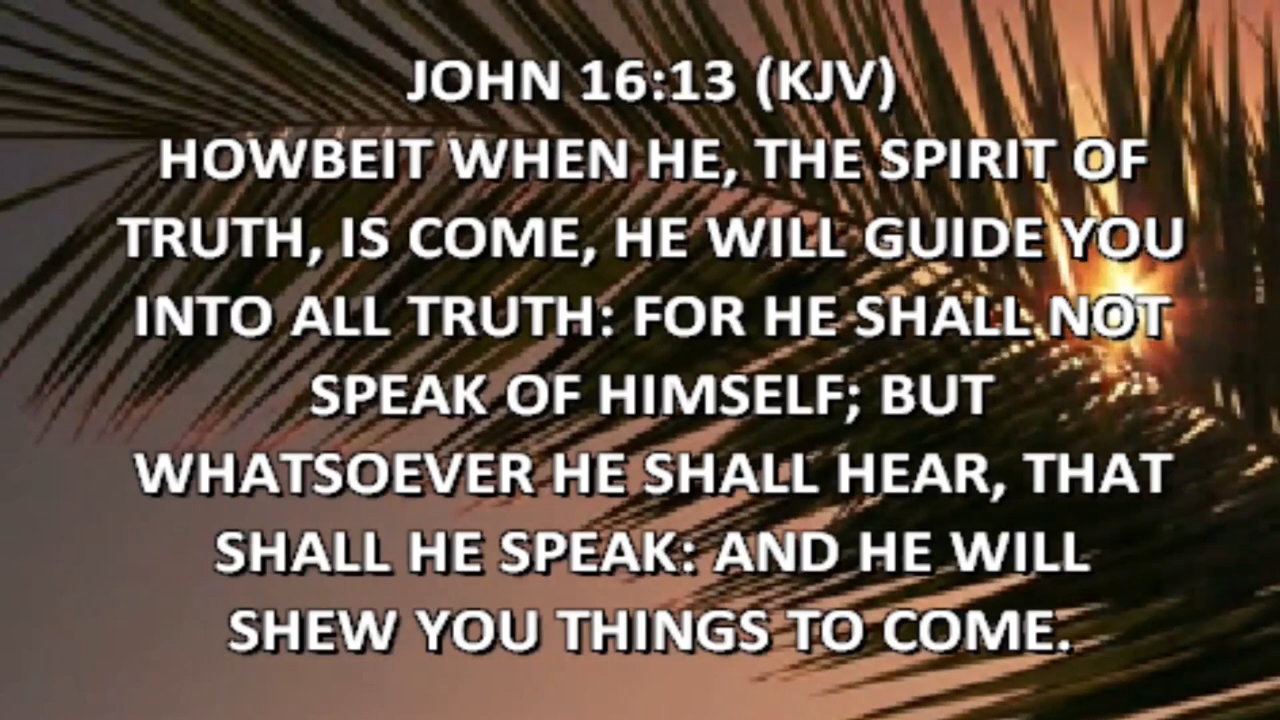 JOHN 16:13 (KJV)
HOWBEIT WHEN HE, THE SPIRIT OF
TRUTH, IS COME, HE WILL GUIDE YOU
INTO ALL TRUTH: FOR HE SHALL NOT
SPEAK OF HIMSELF; BUT
WHATSOEVER HE SHALL HEAR, THAT
SHALL HE SPEAK: AND HE WILL
SHEW YOU THINGS TO COME.